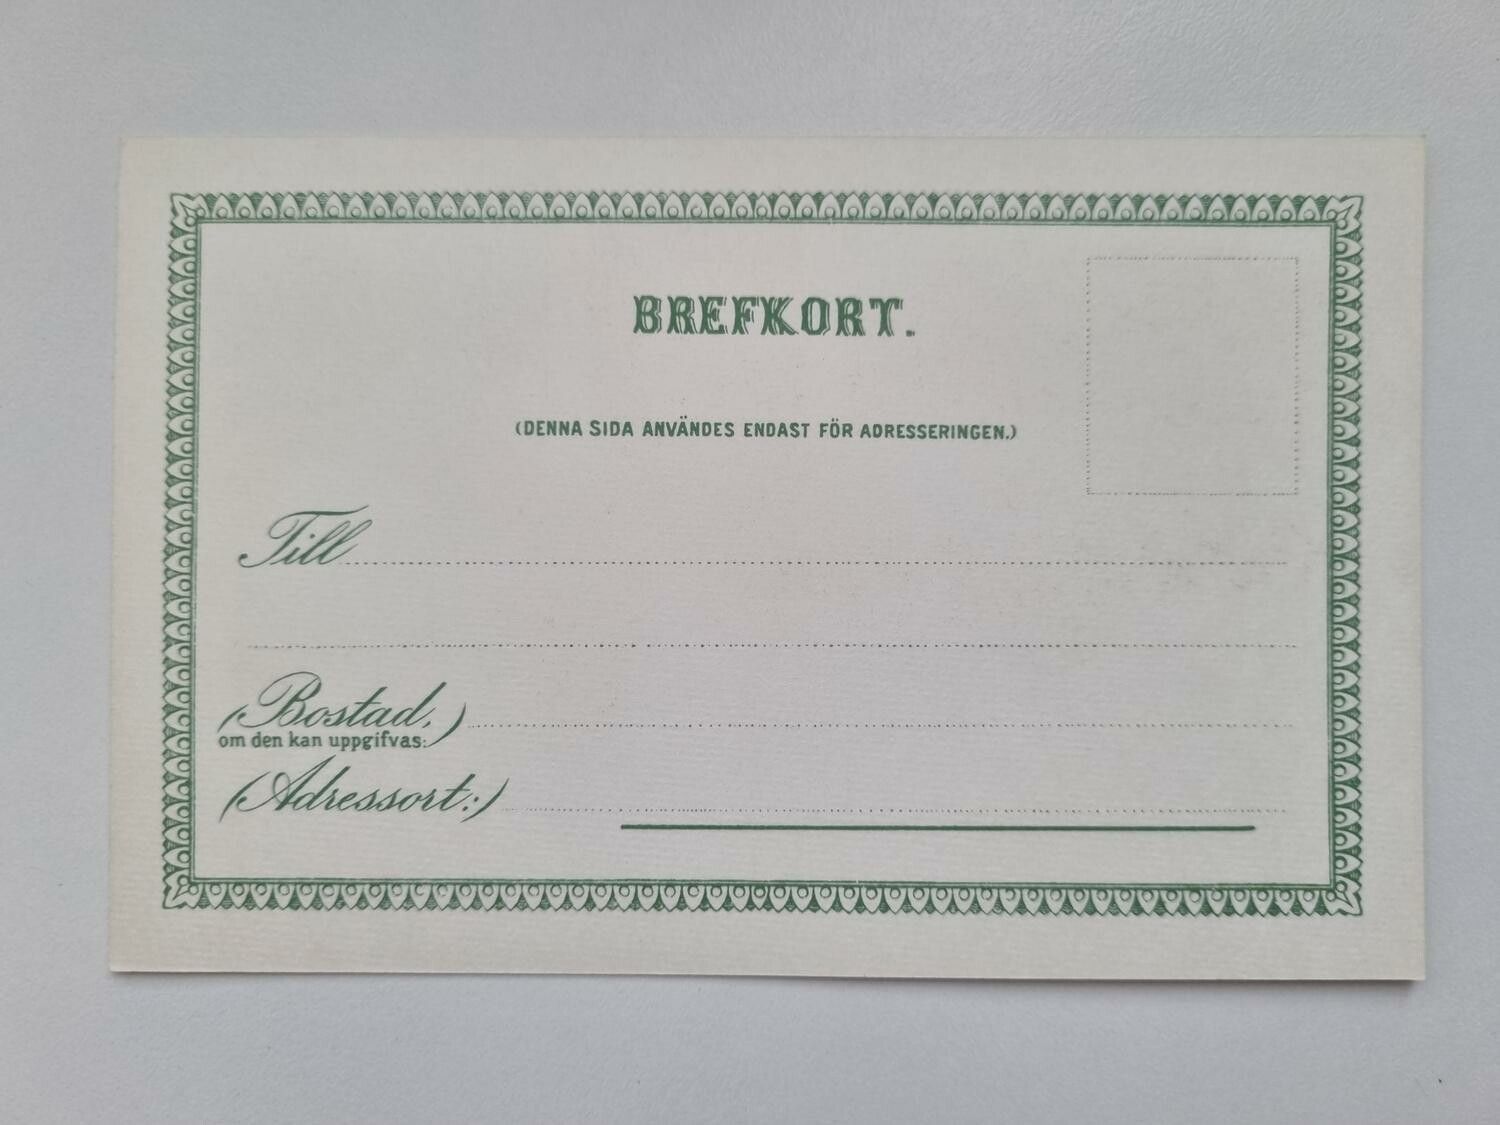 BREFKORT.
(DENNA SIDA ANVÄNDES ENDAST FÖR ADRESSERINGEN.)
Till
(Bostad,)
om den kan uppgifvas:
(Adressort:)